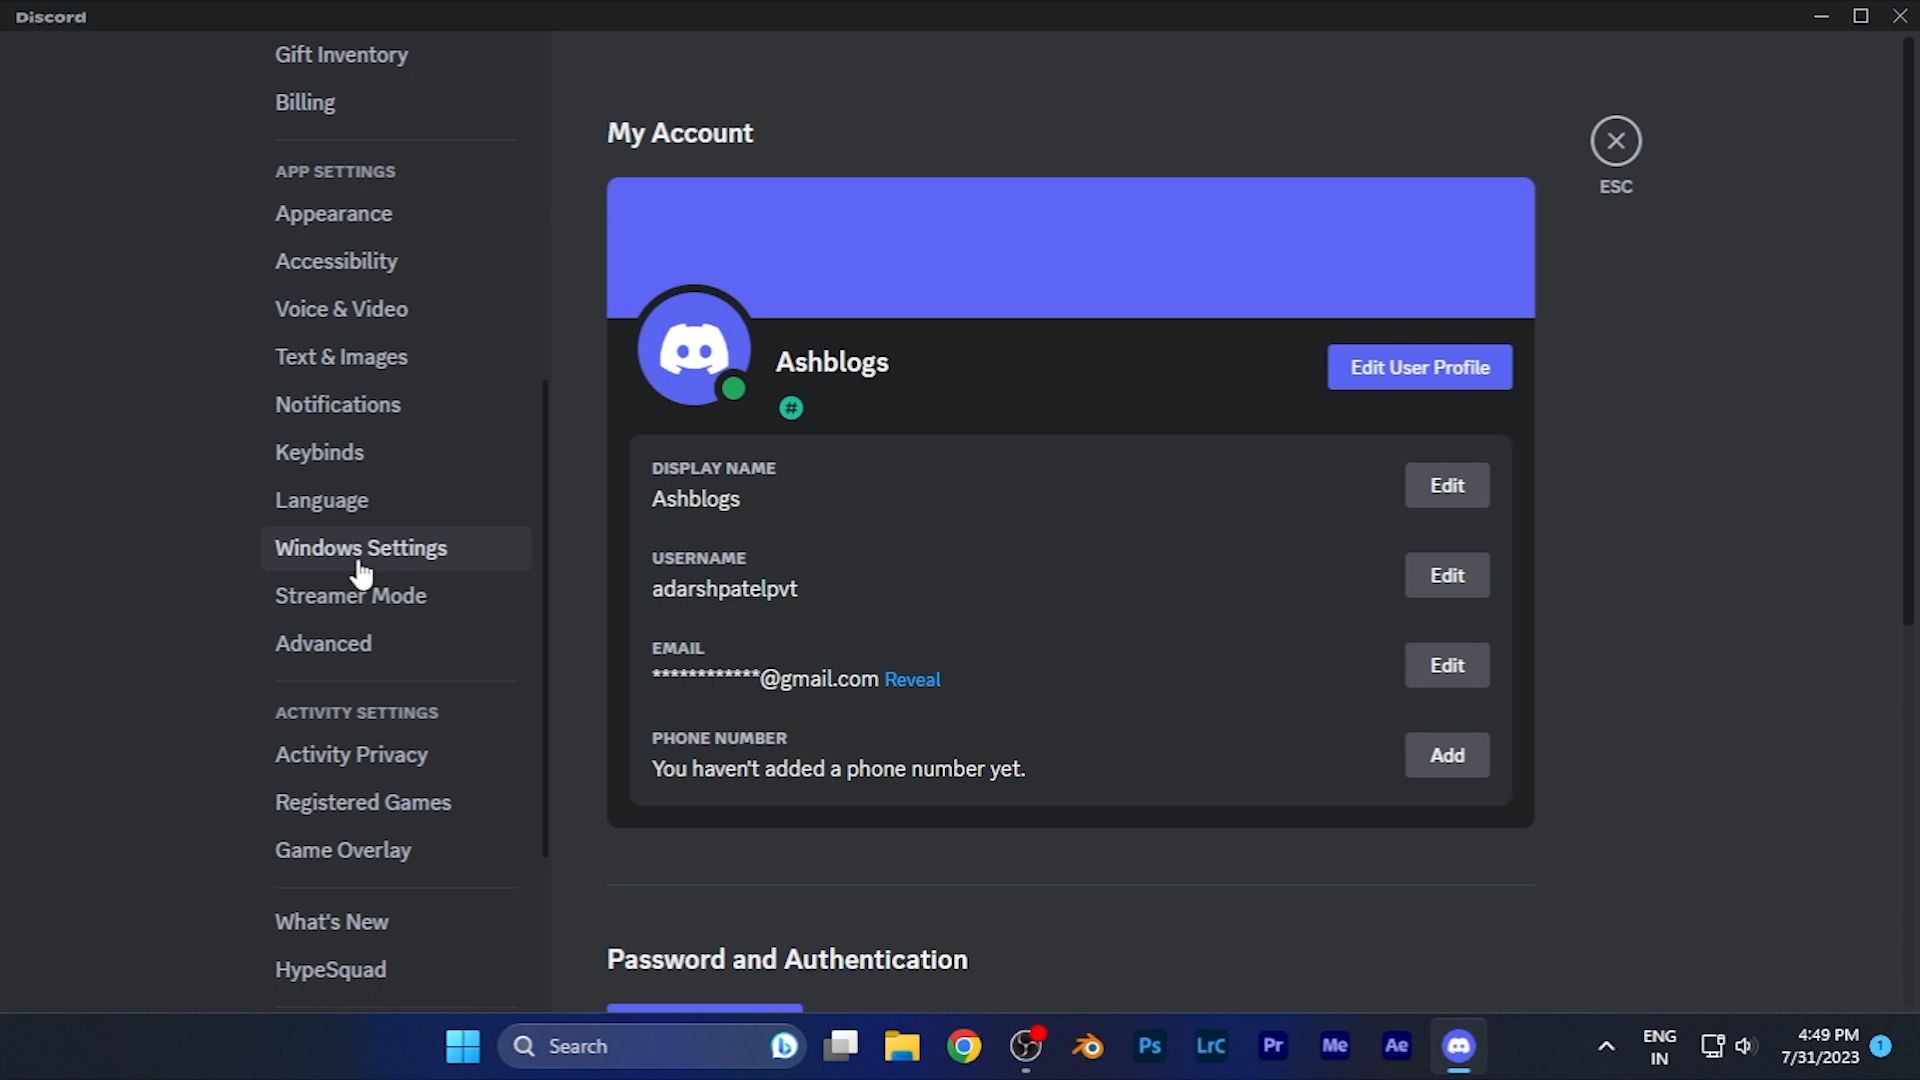 Discord
Gift Inventory
Billing
APP SETTINGS
Appearance
Accessibility
Voice & Video
Text & Images
Notifications
Keybinds
Language
Windows Settings
Streamer Mode
Advanced
ACTIVITY SETTINGS
Activity Privacy
Registered Games
Game Overlay
What's New
HypeSquad
My Account
ESC
Ashblogs
Edit User Profile
#
DISPLAY NAME
Ashblogs
Edit
USERNAME
adarshpatelpvt
Edit
EMAIL
************@gmail.com Reveal
Edit
PHONE NUMBER
You haven't added a phone number yet.
Add
Password and Authentication
Search
Ps
LrC
Pr
Me
Ae
ENG
IN
4:49 PM
7/31/2023
1